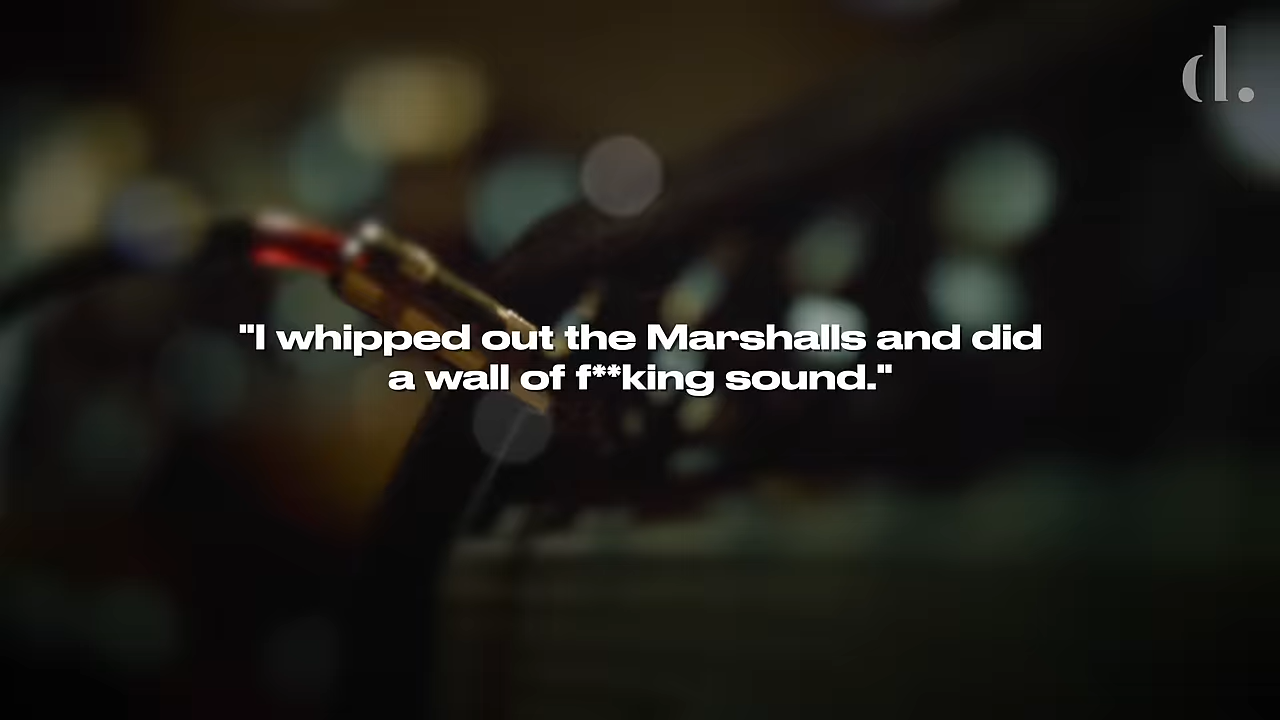 d.
"I whipped out the Marshalls and did
a wall of f**king sound."